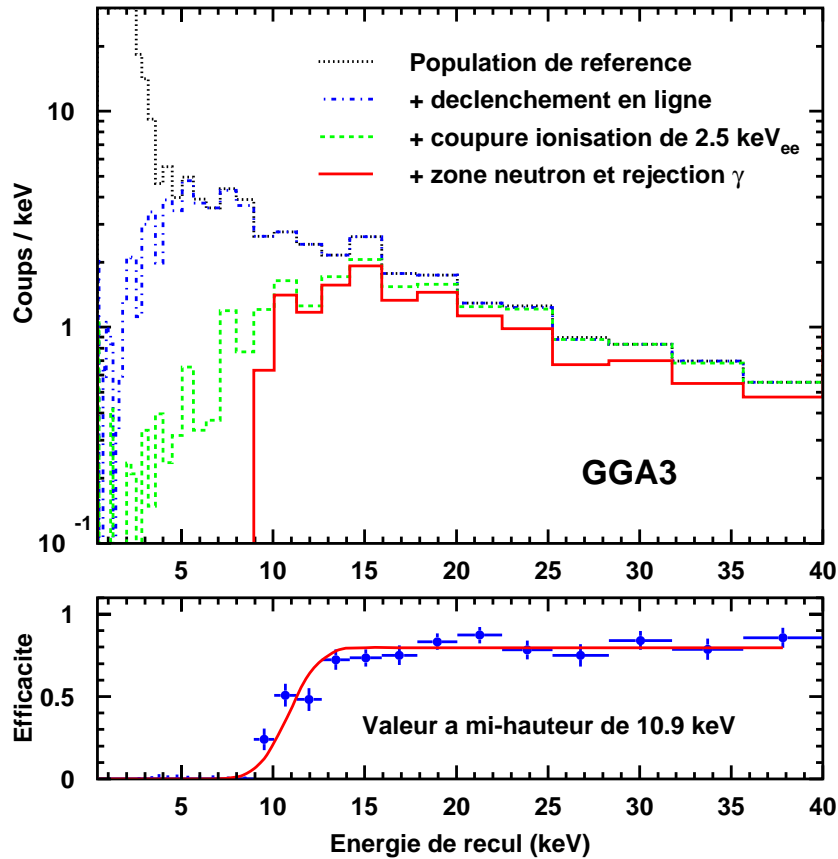 Population de reference
+ declenchement en ligne
+ coupure ionisation de 2.5 keVee
+ zone neutron et rejection γ
Coups / keV
10
1
10 -1
GGA3
5 10 15 20 25 30 35 40
Efficacite
1
0.5
0
Valeur a mi-hauteur de 10.9 keV
5 10 15 20 25 30 35 40
Energie de recul (keV)